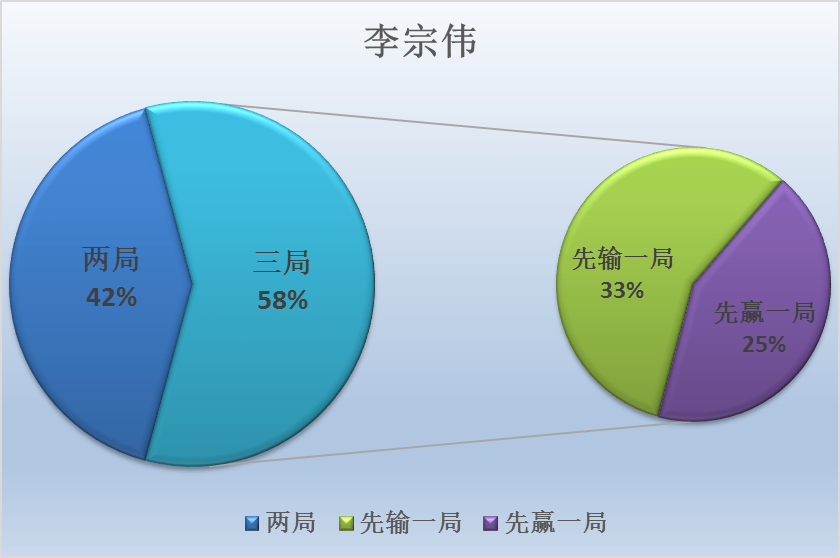 李宗伟
两局
42%
三局
58%
先输一局
33%
先赢一局
25%
两局 先输一局 先赢一局